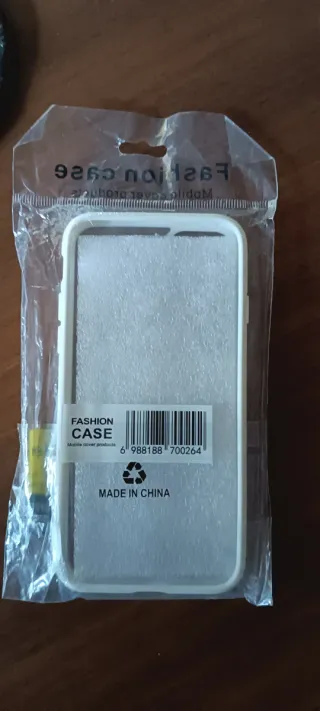 Fashion case
Mobile cover products
FASHION
CASE
Mobile cover products
6 988188 700264
MADE IN CHINA